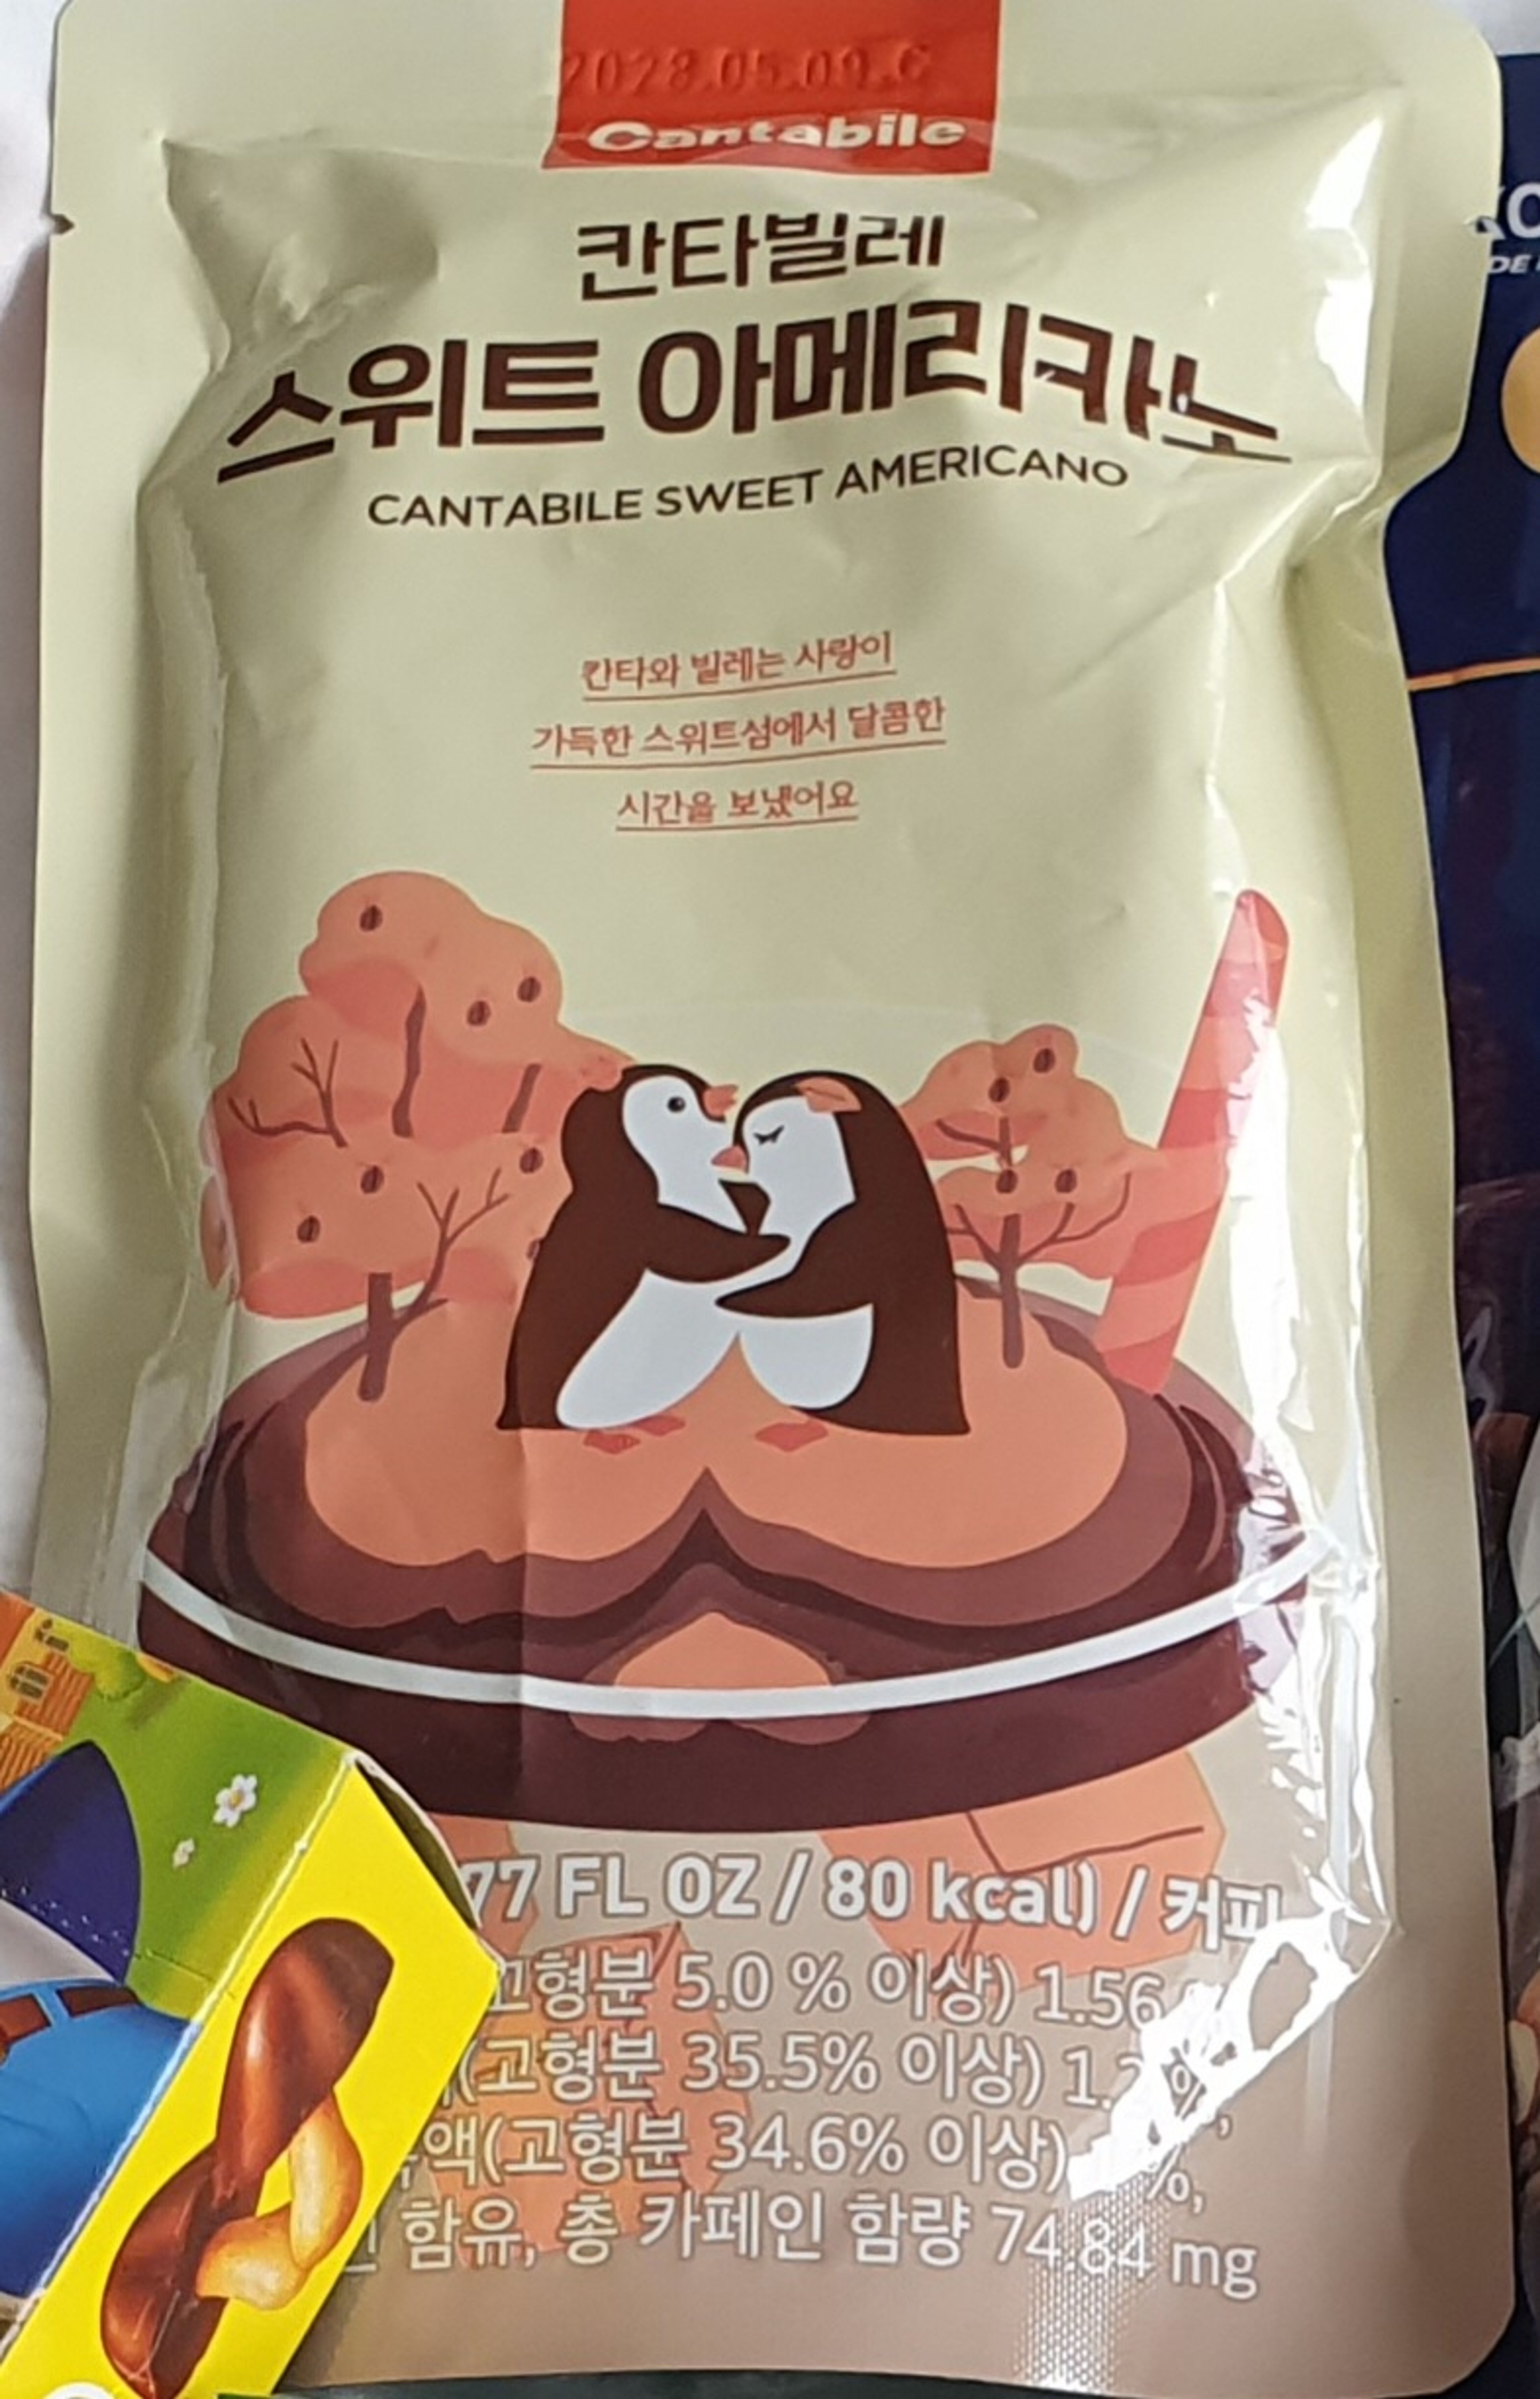 2028.05.09.C
Cantabile
칸타빌레
스위트 아메리카노
CANTABILE SWEET AMERICANO
칸타와 빌레는 사랑이
가득한 스위트섬에서 달콤한
시간을 보냈어요
77 FL OZ / 80 kcal) / 커피
고형분 5.0 % 이상) 1.56
(고형분 35.5% 이상)
액(고형분 34.6% 이상)
함유, 총 카페인 함량 74.84 mg